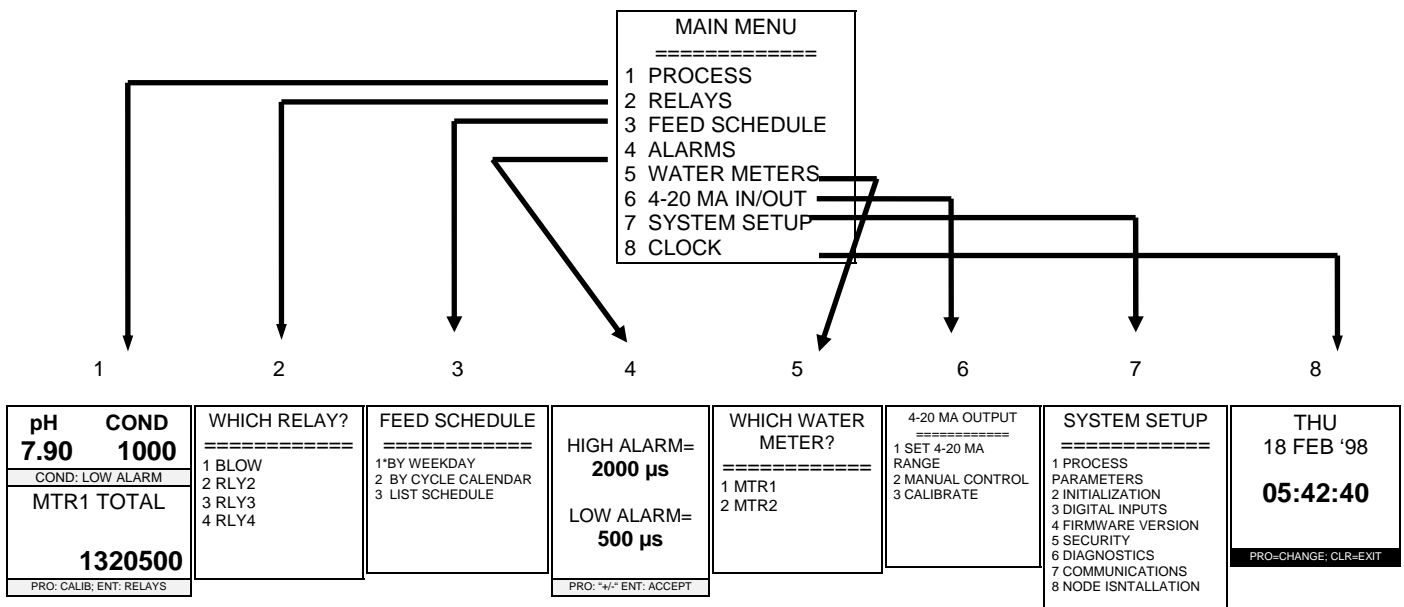 MAIN MENU
=============
1 PROCESS
2 RELAYS
3 FEED SCHEDULE
4 ALARMS
5 WATER METERS
6 4-20 MA IN/OUT
7 SYSTEM SETUP
8 CLOCK
1 2 3 4 5 6 7 8
pH COND
7.90 1000
COND: LOW ALARM
MTR1 TOTAL
1320500
PRO: CALIB; ENT: RELAYS
WHICH RELAY?
============
1 BLOW
2 RLY2
3 RLY3
4 RLY4
FEED SCHEDULE
============
1*BY WEEKDAY
2 BY CYCLE CALENDAR
3 LIST SCHEDULE
HIGH ALARM=
2000 µs
LOW ALARM=
500 µs
PRO: “+/-“ ENT: ACCEPT
WHICH WATER
METER?
============
1 MTR1
2 MTR2
4-20 MA OUTPUT
============
1 SET 4-20 MA
RANGE
2 MANUAL CONTROL
3 CALIBRATE
SYSTEM SETUP
============
1 PROCESS
PARAMETERS
2 INITIALIZATION
3 DIGITAL INPUTS
4 FIRMWARE VERSION
5 SECURITY
6 DIAGNOSTICS
7 COMMUNICATIONS
8 NODE ISNTALLATION
THU
18 FEB ‘98
05:42:40
PRO=CHANGE; CLR=EXIT